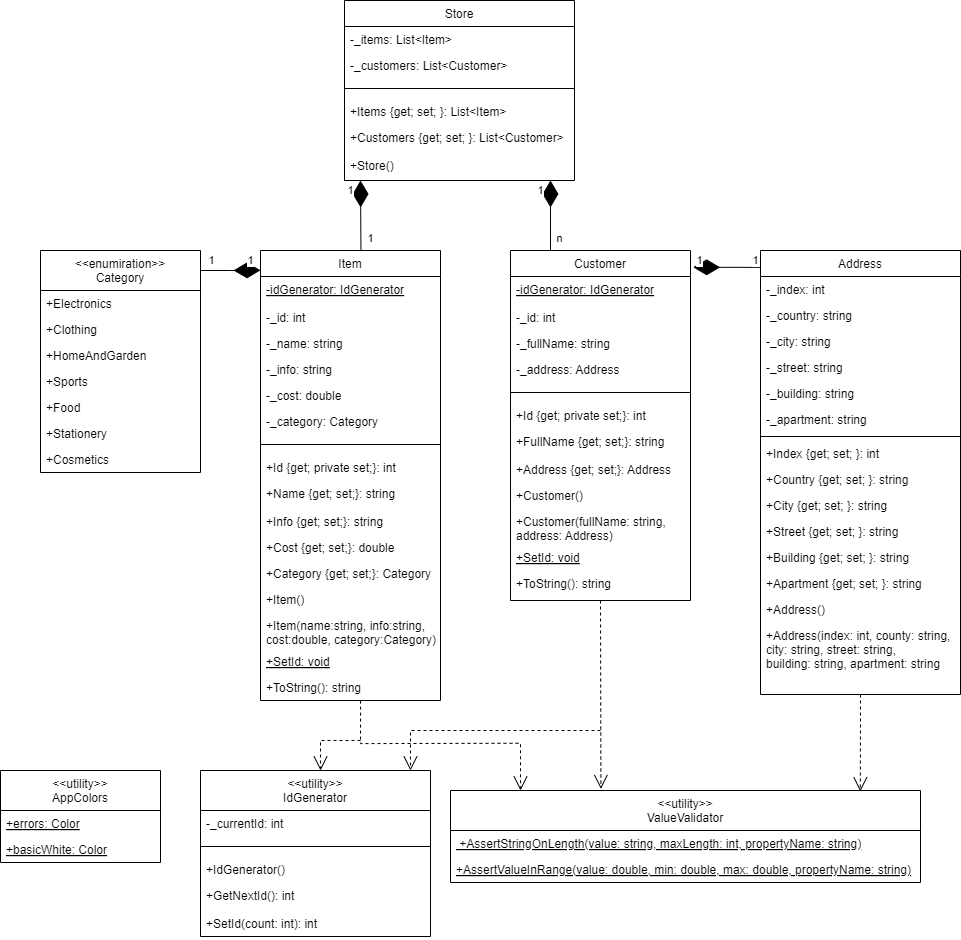 Store
-_items: List<Item>
-_customers: List<Customer>
+Items {get; set; }: List<Item>
+Customers {get; set; }: List<Customer>
+Store()
1
1
1
n
<<enumiration>>
Category
+Electronics
+Clothing
+HomeAndGarden
+Sports
+Food
+Stationery
+Cosmetics
1
1
Item
-idGenerator: IdGenerator
-_id: int
-_name: string
-_info: string
-_cost: double
-_category: Category
+Id {get; private set;}: int
+Name {get; set;}: string
+Info {get; set;}: string
+Cost {get; set;}: double
+Category {get; set;}: Category
+Item()
+Item(name:string, info:string,
cost:double, category:Category)
+SetId: void
+ToString(): string
Customer
-idGenerator: IdGenerator
-_id: int
-_fullName: string
-_address: Address
+Id {get; private set;}: int
+FullName {get; set;}: string
+Address {get; set;}: Address
+Customer()
+Customer(fullName: string,
address: Address)
+SetId: void
+ToString(): string
1
1
Address
-_index: int
-_country: string
-_city: string
-_street: string
-_building: string
-_apartment: string
+Index {get; set; }: int
+Country {get; set; }: string
+City {get; set; }: string
+Street {get; set; }: string
+Building {get; set; }: string
+Apartment {get; set; }: string
+Address()
+Address(index: int, county: string,
city: string, street: string,
building: string, apartment: string
<<utility>>
AppColors
+errors: Color
+basicWhite: Color
<<utility>>
IdGenerator
-_currentId: int
+IdGenerator()
+GetNextId(): int
+SetId(count: int): int
<<utility>>
ValueValidator
+AssertStringOnLength(value: string, maxLength: int, propertyName: string)
+AssertValueInRange(value: double, min: double, max: double, propertyName: string)